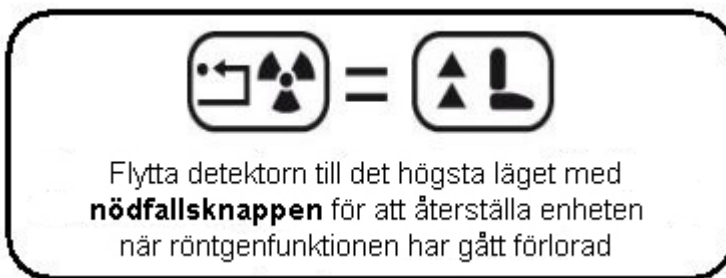 Flytta detektorn till det högsta läget med
nödfallsknappen för att återställa enheten
när röntgenfunktionen har gått förlorad